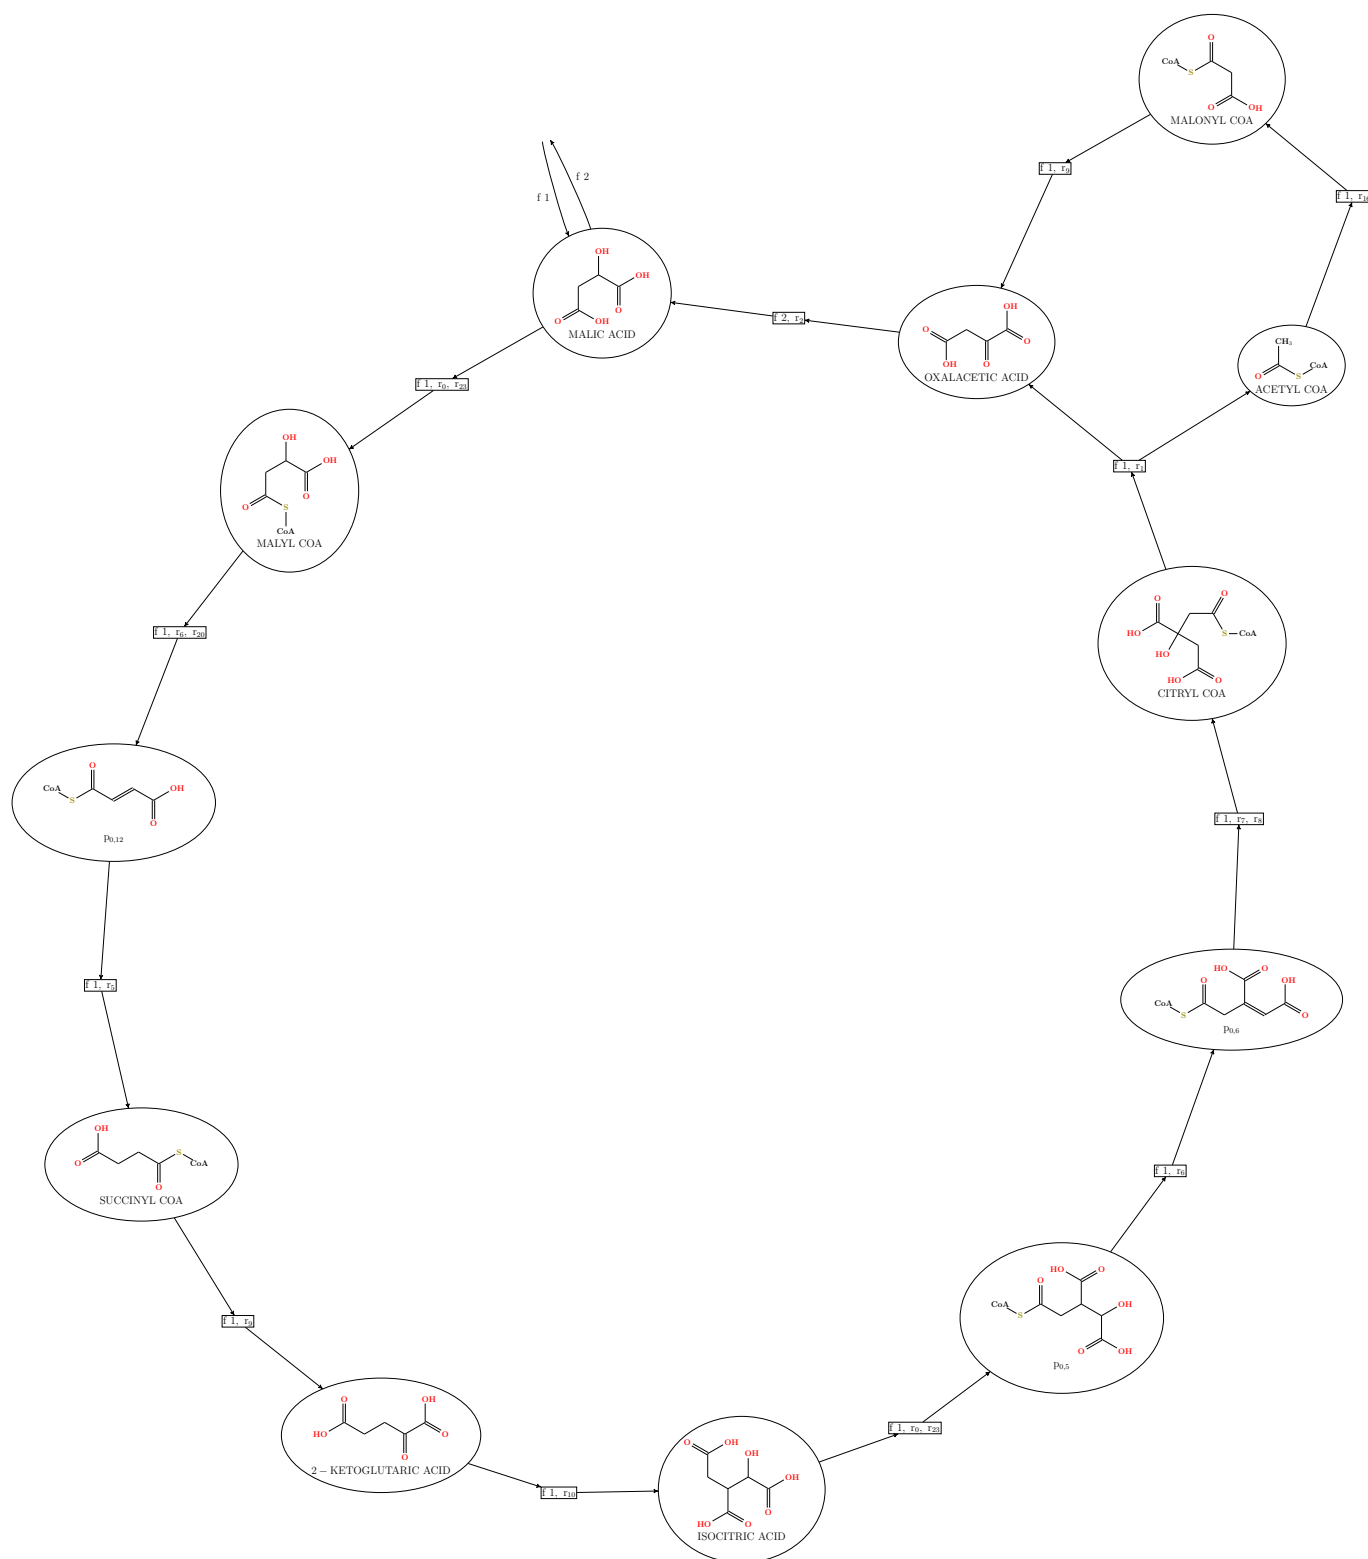 O
CoA
S
O
OH
MALONYL COA
f 1, r₉
f 1
f 2
OH
OH
O
O
OH
MALIC ACID
f 2, r₂
OH
O
O
OH
O
OXALACETIC ACID
CH₃
O
S
CoA
ACETYL COA
f 1, r₀, r₂₃
OH
OH
O
O
S
CoA
MALYL COA
f 1, r₁
O
O
HO
S
CoA
HO
HO
O
CITRYL COA
f 1, r₆, r₂₀
O
CoA
S
OH
O
p₀,₁₂
f 1, r₇, r₈
HO
O
O
OH
CoA
S
O
p₀,₆
f 1, r₅
OH
O
S
CoA
O
SUCCINYL COA
f 1, r₆
HO
O
O
CoA
S
OH
O
OH
p₀,₅
f 1, r₉
O
OH
HO
O
O
2 − KETOGLUTARIC ACID
f 1, r₁₀
O
OH
OH
OH
O
HO
O
ISOCITRIC ACID
f 1, r₀, r₂₃